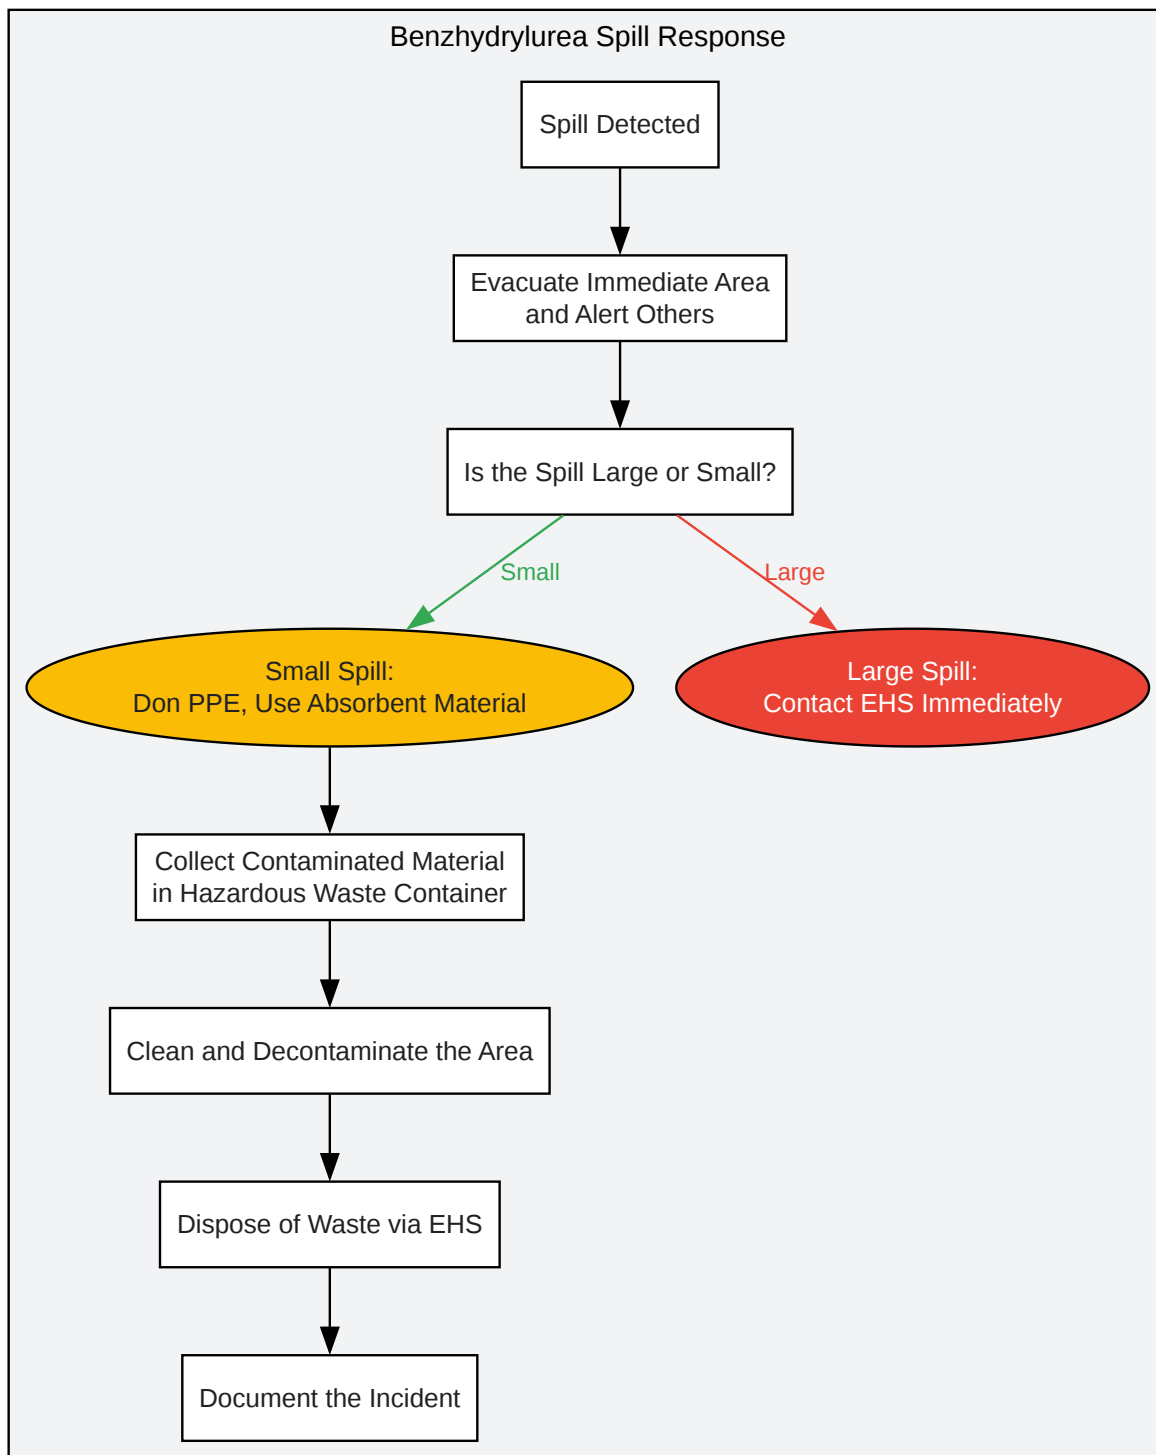 Benzhydrylurea Spill Response
Spill Detected
Evacuate Immediate Area
and Alert Others
Is the Spill Large or Small?
Small
Large
Small Spill:
Don PPE, Use Absorbent Material
Large Spill:
Contact EHS Immediately
Collect Contaminated Material
in Hazardous Waste Container
Clean and Decontaminate the Area
Dispose of Waste via EHS
Document the Incident